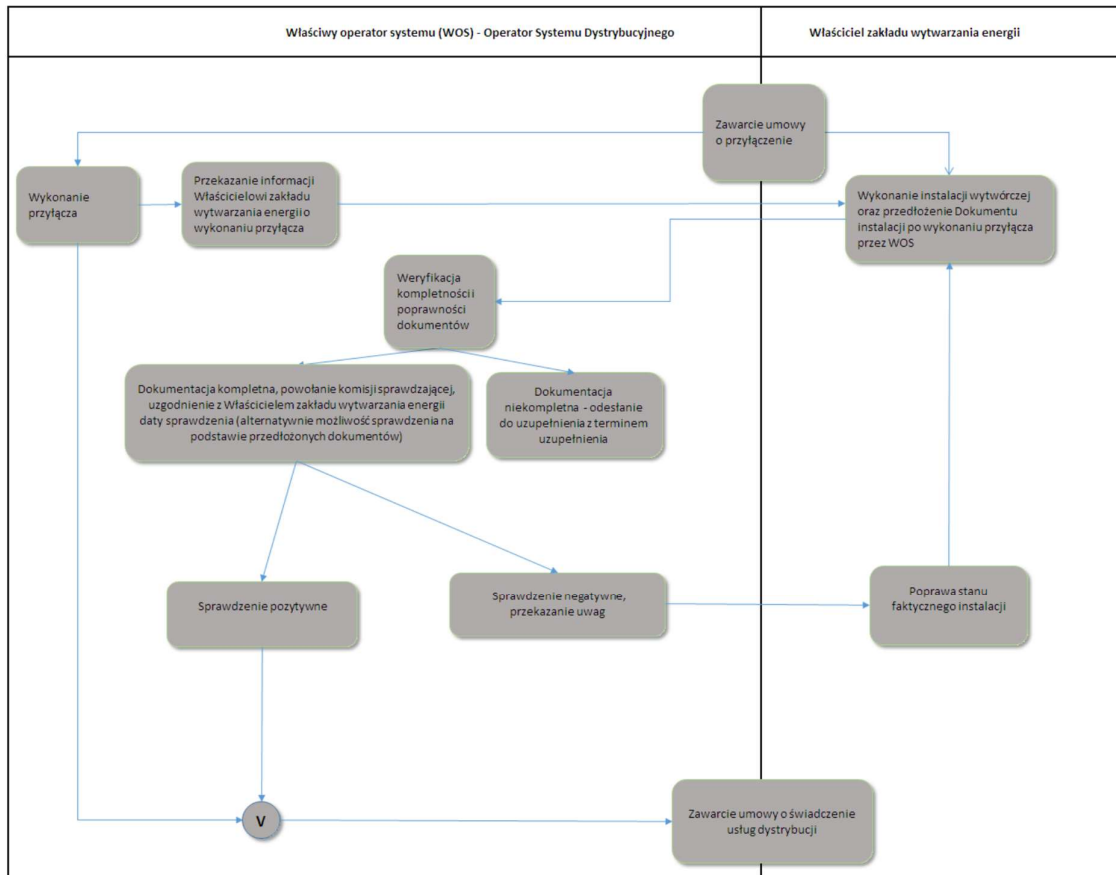 Właściwy operator systemu (WOS) - Operator Systemu Dystrybucyjnego
Właściciel zakładu wytwarzania energii
Zawarcie umowy
o przyłączenie
Wykonanie
przyłącza
Przekazanie informacji
Właścicielowi zakładu
wytwarzania energii o
wykonaniu przyłącza
Wykonanie instalacji wytwórczej
oraz przedłożenie Dokumentu
instalacji po wykonaniu przyłącza
przez WOS
Weryfikacja
kompletności i
poprawności
dokumentów
Dokumentacja kompletna, powołanie komisji sprawdzającej,
uzgodnienie z Właścicielem zakładu wytwarzania energii
daty sprawdzenia (alternatywnie możliwość sprawdzenia na
podstawie przedłożonych dokumentów)
Dokumentacja
niekompletna - odesłanie
do uzupełnienia z terminem
uzupełnienia
Sprawdzenie pozytywne
Sprawdzenie negatywne,
przekazanie uwag
Poprawa stanu
faktycznego instalacji
V
Zawarcie umowy o świadczenie
usług dystrybucji